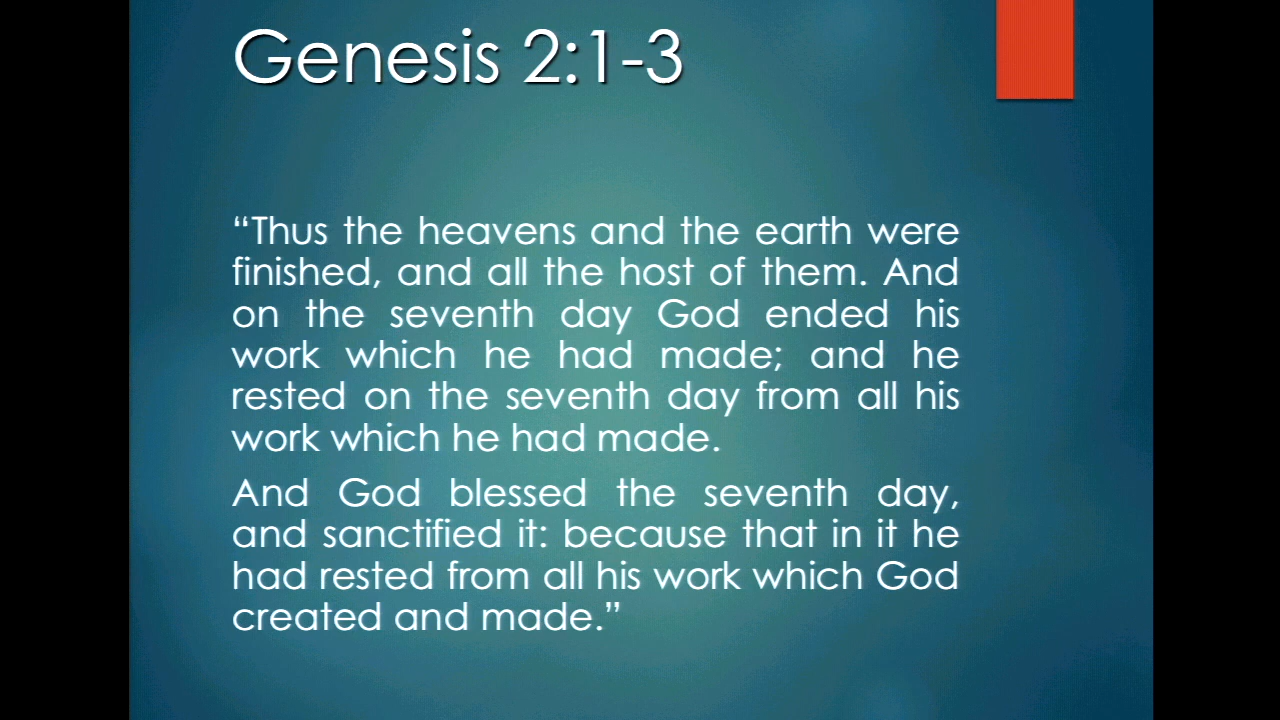 Genesis 2:1-3
“Thus the heavens and the earth were
finished, and all the host of them. And
on the seventh day God ended his
work which he had made; and he
rested on the seventh day from all his
work which he had made.
And God blessed the seventh day,
and sanctified it: because that in it he
had rested from all his work which God
created and made.”